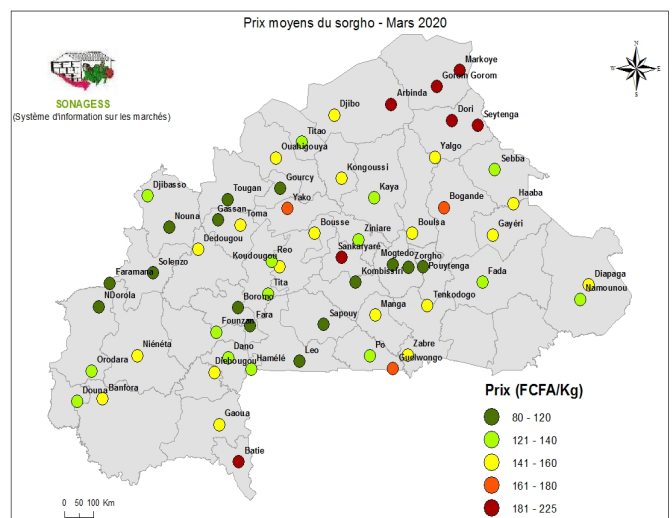 Prix moyens du sorgho - Mars 2020
SONAGESS
(Système d'information sur les marchés)
N
W
E
S
Markoye
Gorom Gorom
Arbinda
Djibo
Dori
Seytenga
Titao
Ouahigouya
Yalgo
Kongoussi
Sebba
Djibasso
Gourcy
Tougan
Kaya
Yako
Bogande
Haaba
Gassan
Nouna
Toma
Bousse
Ziniare
Boulsa
Gayéri
Dedougou
Sankaryaré
Koudougou
Reo
Mogtedo
Zorgho
Solenzo
Kombissiri
Pouytenga
Faramana
Fada
Diapaga
Tita
Namounou
NDorola
Boromo
Tenkodogo
Manga
Fara
Sapouy
Founzan
Niénéta
Dano
Leo
Pô
Zabre
Orodara
Hamélé
Diebougou
Guelwongo
Douna
Banfora
Gaoua
Batie
Prix (FCFA/Kg)
80 - 120
121 - 140
141 - 160
161 - 180
181 - 225
0 50 100 Km